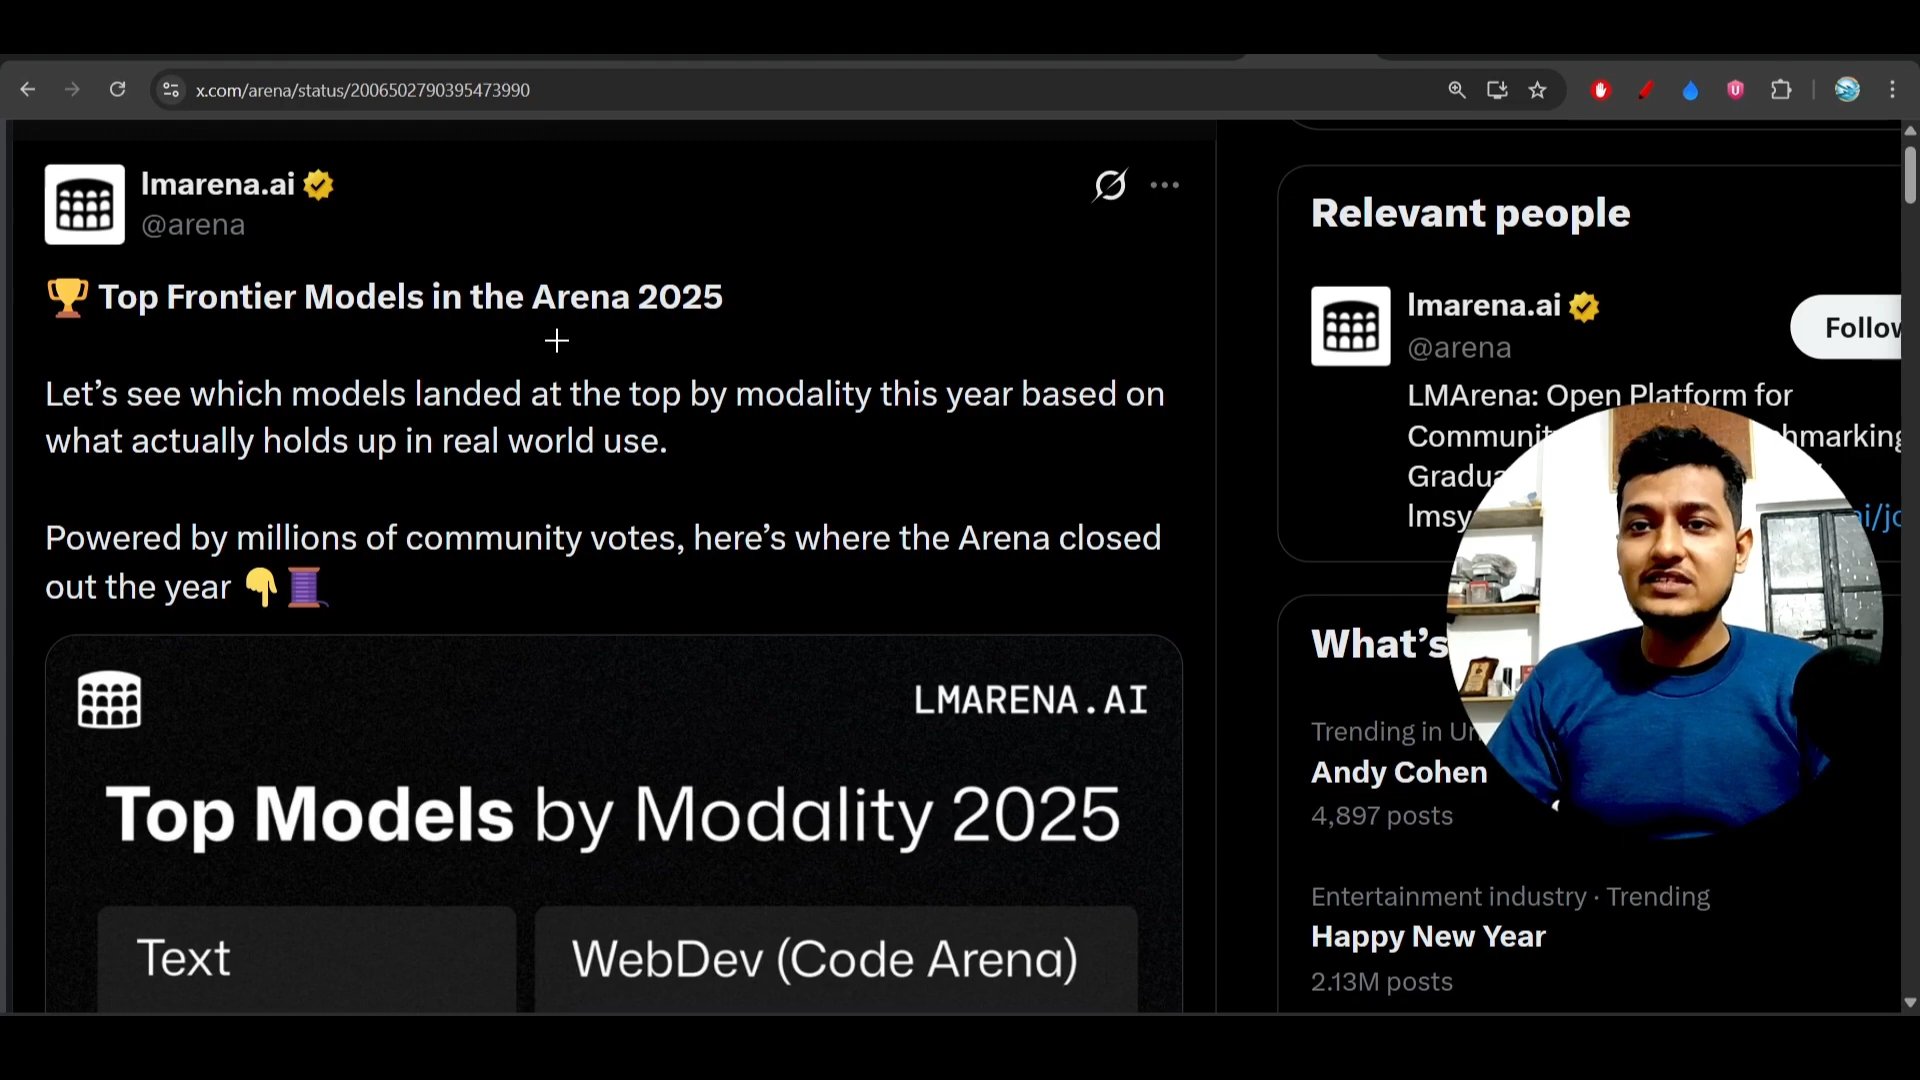 x.com/arena/status/2006502790395473990
lmarena.ai
@arena
🏆 Top Frontier Models in the Arena 2025
Let’s see which models landed at the top by modality this year based on
what actually holds up in real world use.
Powered by millions of community votes, here’s where the Arena closed
out the year 👇🧵
LMARENA.AI
Top Models by Modality 2025
Text
WebDev (Code Arena)
Relevant people
lmarena.ai
@arena
Follow
LMArena: Open Platform for
What’s
Trending in
Andy Cohen
4,897 posts
Entertainment industry · Trending
Happy New Year
2.13M posts